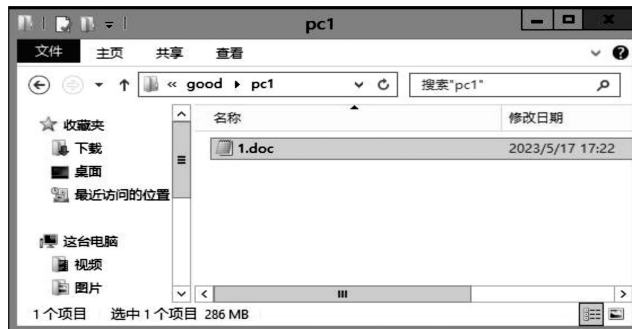 pc1
文件 主页 共享 查看
« good pc1 搜索"pc1"
收藏夹
下载
桌面
最近访问的位置
这台电脑
视频
图片
名称 修改日期
1.doc 2023/5/17 17:22
1个项目 选中1个项目 286 MB